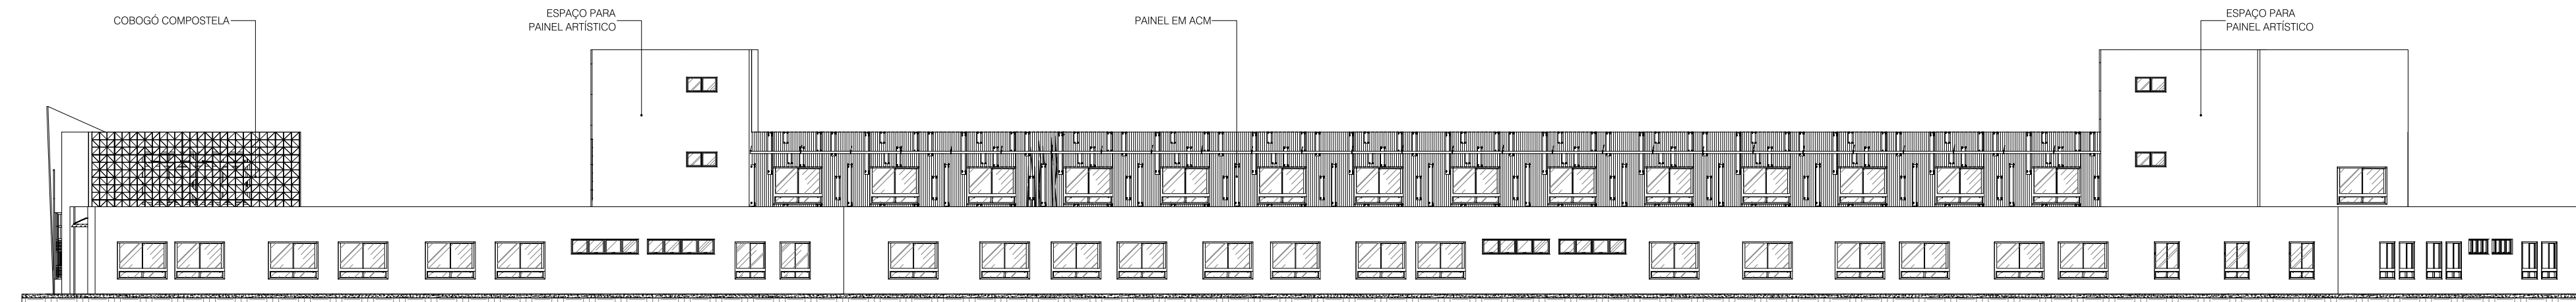 COBOGÓ COMPOSTELA
ESPAÇO PARA
PAINEL ARTÍSTICO
PAINEL EM ACM
ESPAÇO PARA
PAINEL ARTÍSTICO